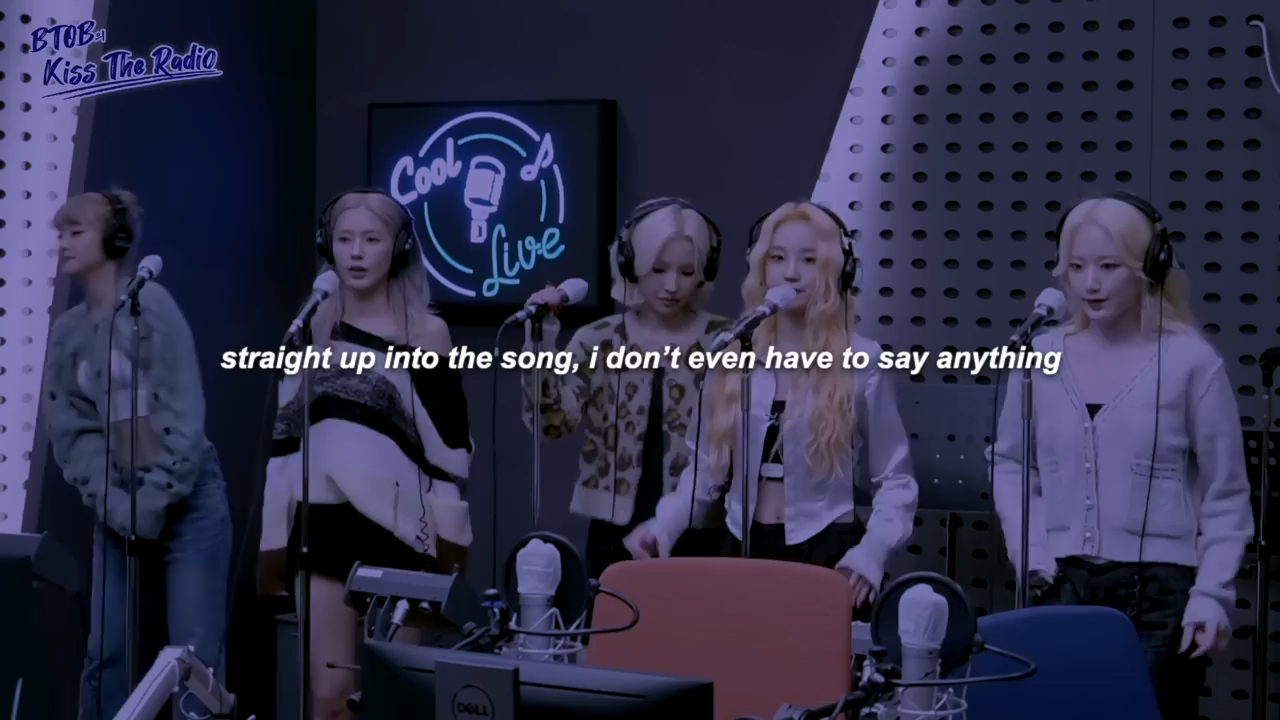 BTOB의
Kiss The Radio
Cool
Live
straight up into the song, i don't even have to say anything
DELL